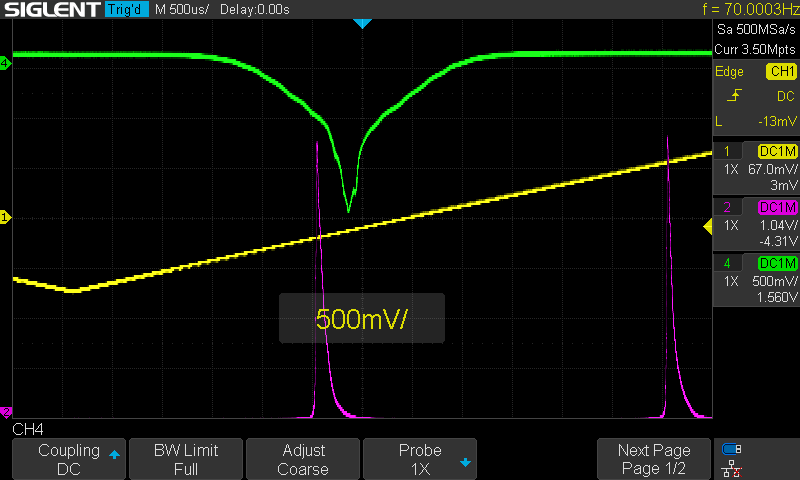 SIGLENT Trig'd M 500us/ Delay:0.00s f = 70.0003Hz
Sa 500MSa/s
Curr 3.50Mpts
Edge CH1
DC
L -13mV
1 DC1M
1X 67.0mV/
3mV
2 DC1M
1X 1.04V/
-4.31V
4 DC1M
1X 500mV/
1.560V
4
1
500mV/
2
CH4
Coupling
DC
BW Limit
Full
Adjust
Coarse
Probe
1X
Next Page
Page 1/2